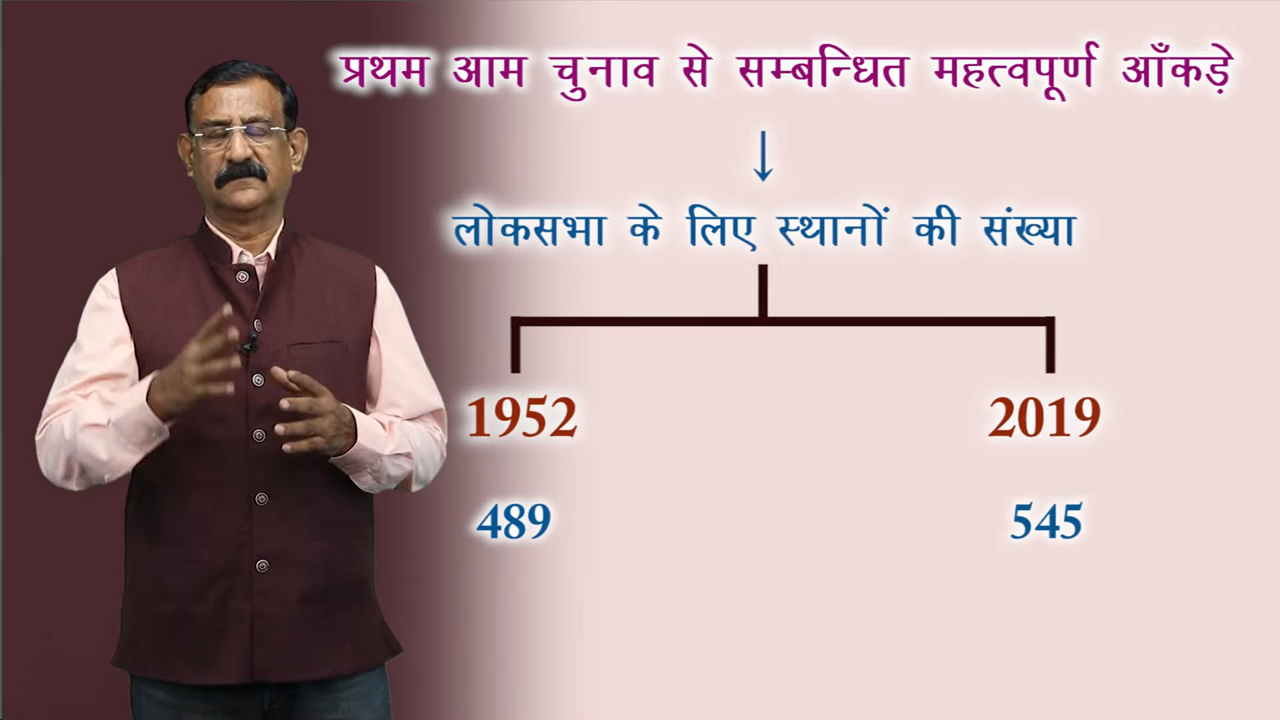 प्रथम आम चुनाव से सम्बन्धित महत्वपूर्ण आँकड़े
↓
लोकसभा के लिए स्थानों की संख्या
1952 2019
489 545